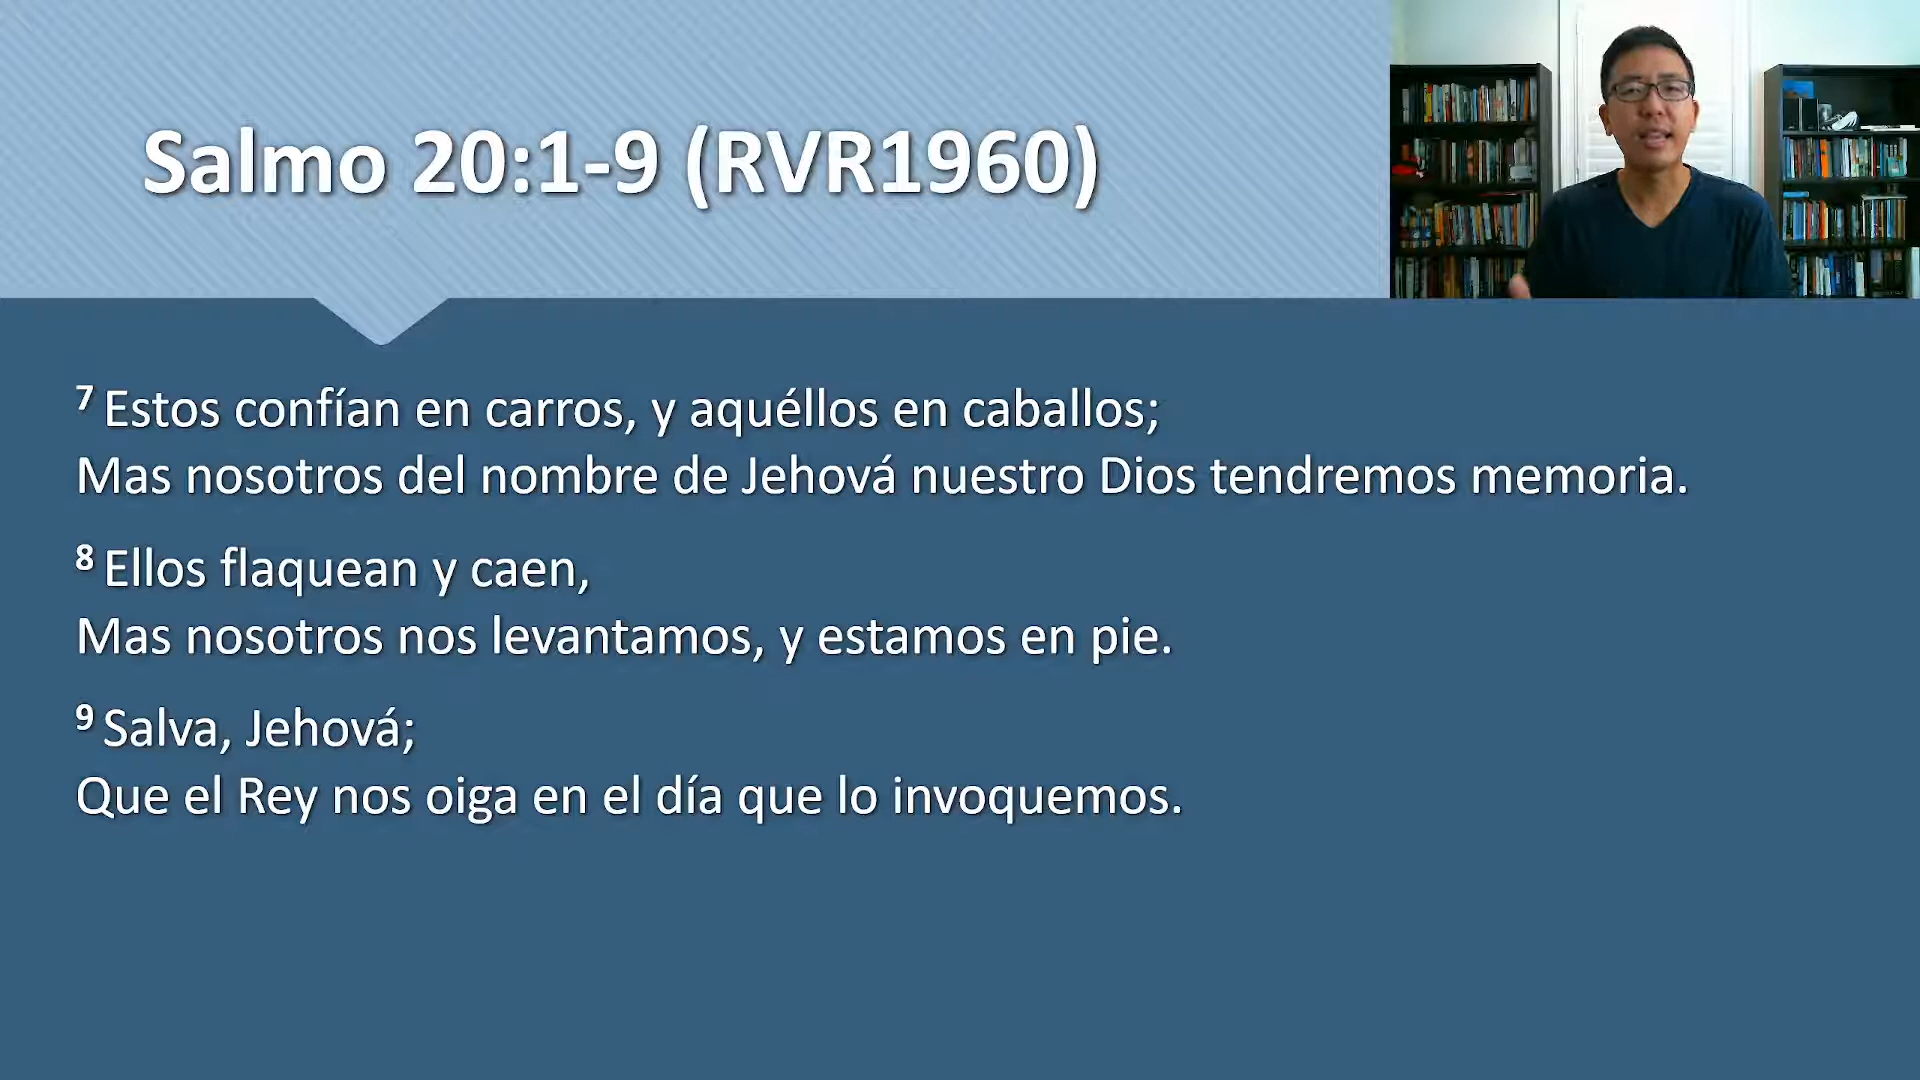 Salmo 20:1-9 (RVR1960)
7 Estos confían en carros, y aquéllos en caballos;
Mas nosotros del nombre de Jehová nuestro Dios tendremos memoria.
8 Ellos flaquean y caen,
Mas nosotros nos levantamos, y estamos en pie.
9 Salva, Jehová;
Que el Rey nos oiga en el día que lo invoquemos.